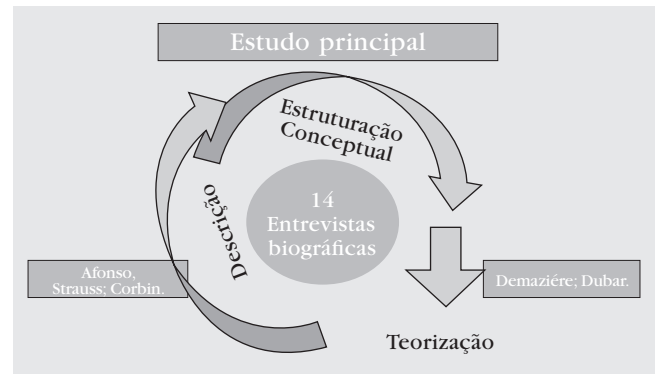 Estudo principal
Estruturação
Conceptual
14
Entrevistas
biográficas
Descrição
Afonso,
Strauss; Corbin.
Demaziére; Dubar.
Teorização